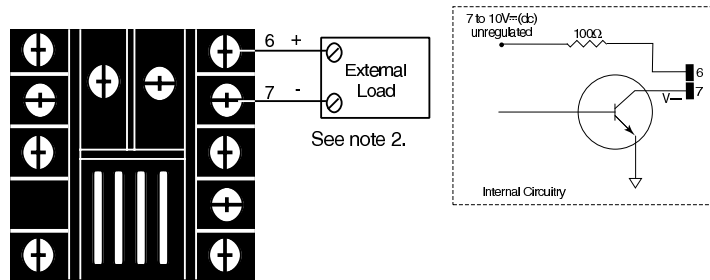 6 +
7 -
External
Load
See note 2.
7 to 10V⎓(dc)
unregulated
100Ω
6
7
V—
Internal Circuitry